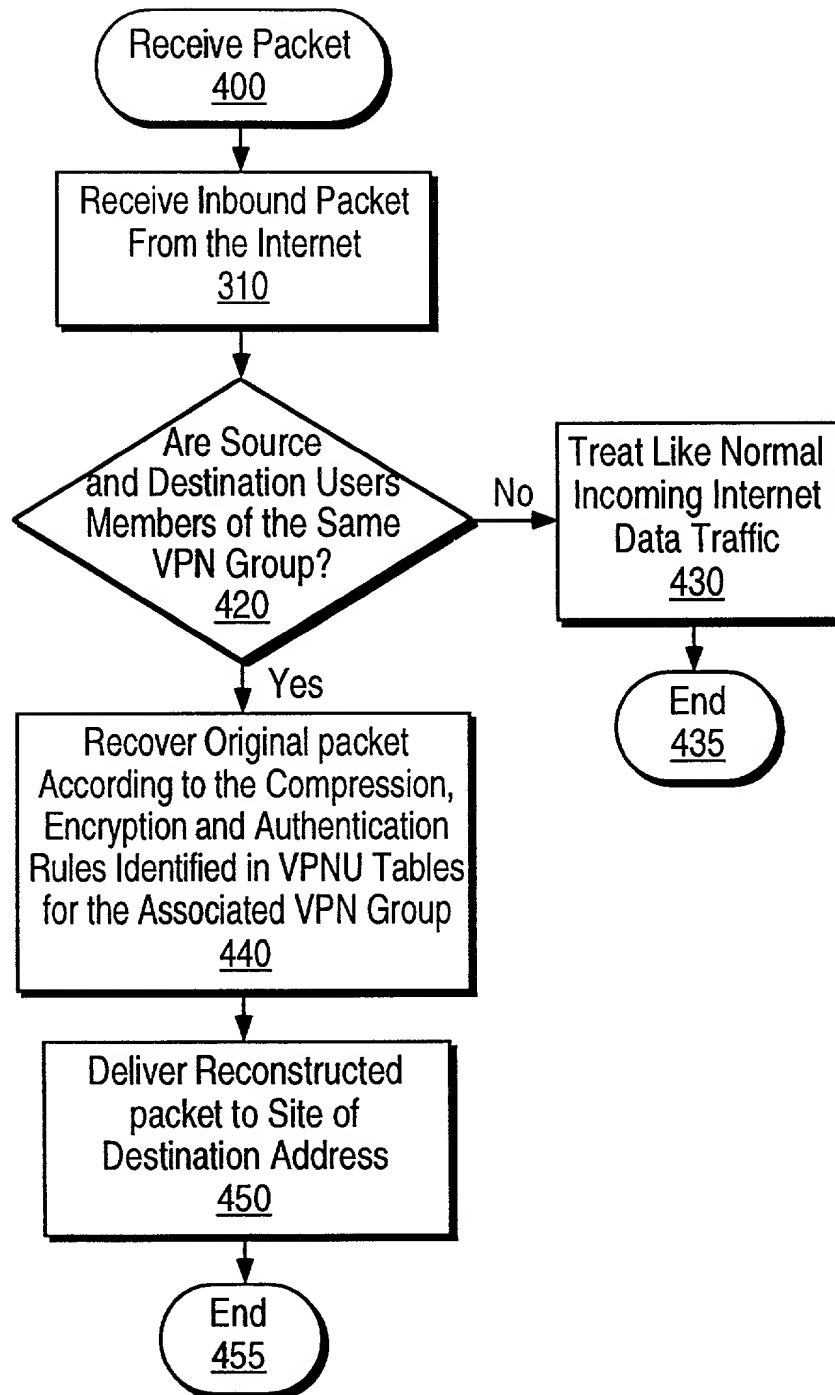 Receive Packet
400
Receive Inbound Packet
From the Internet
310
Are Source
and Destination Users
Members of the Same
VPN Group?
420
No
Treat Like Normal
Incoming Internet
Data Traffic
430
End
435
Yes
Recover Original packet
According to the Compression,
Encryption and Authentication
Rules Identified in VPNU Tables
for the Associated VPN Group
440
Deliver Reconstructed
packet to Site of
Destination Address
450
End
455